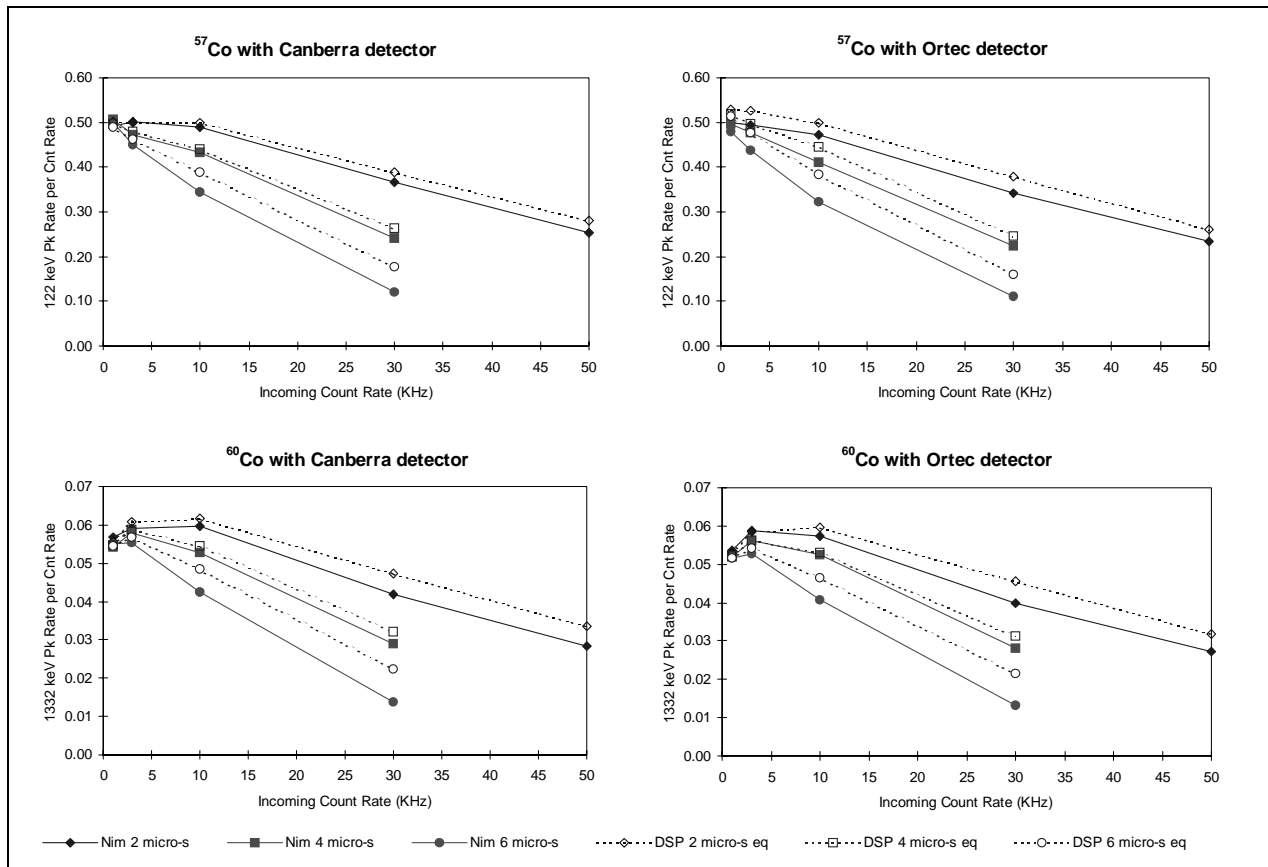 57Co with Canberra detector
122 keV Pk Rate per Cnt Rate
0.60
0.50
0.40
0.30
0.20
0.10
0.00
0 5 10 15 20 25 30 35 40 45 50
Incoming Count Rate (KHz)
57Co with Ortec detector
122 keV Pk Rate per Cnt Rate
0.60
0.50
0.40
0.30
0.20
0.10
0.00
0 5 10 15 20 25 30 35 40 45 50
Incoming Count Rate (KHz)
60Co with Canberra detector
1332 keV Pk Rate per Cnt Rate
0.07
0.06
0.05
0.04
0.03
0.02
0.01
0.00
0 5 10 15 20 25 30 35 40 45 50
Incoming Count Rate (KHz)
60Co with Ortec detector
1332 keV Pk Rate per Cnt Rate
0.07
0.06
0.05
0.04
0.03
0.02
0.01
0.00
0 5 10 15 20 25 30 35 40 45 50
Incoming Count Rate (KHz)
Nim 2 micro-s Nim 4 micro-s Nim 6 micro-s DSP 2 micro-s eq DSP 4 micro-s eq DSP 6 micro-s eq